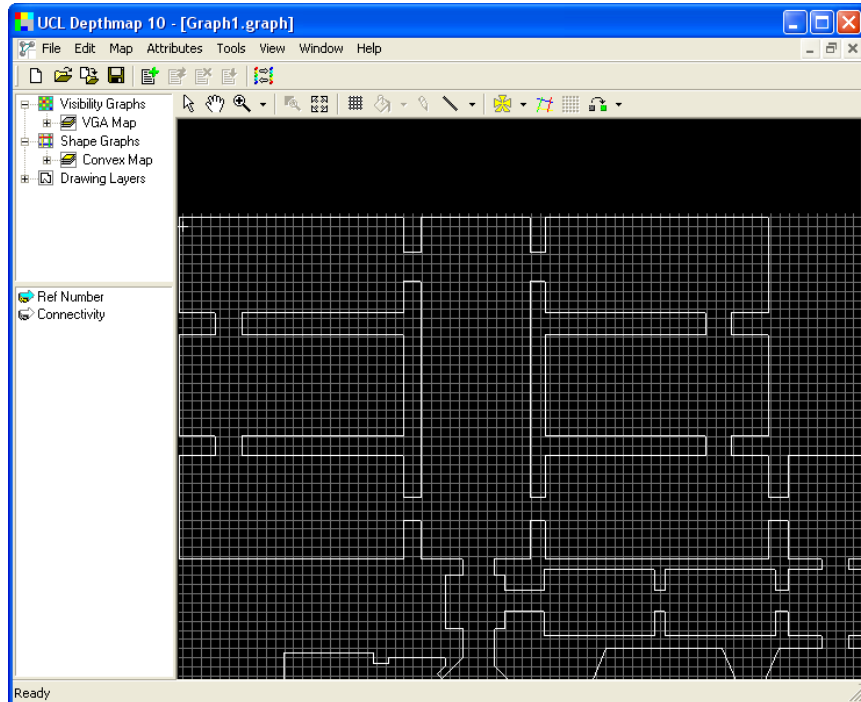 UCL Depthmap 10 - [Graph1.graph]
File Edit Map Attributes Tools View Window Help
Visibility Graphs
VGA Map
Shape Graphs
Convex Map
Drawing Layers
Ref Number
Connectivity
Ready